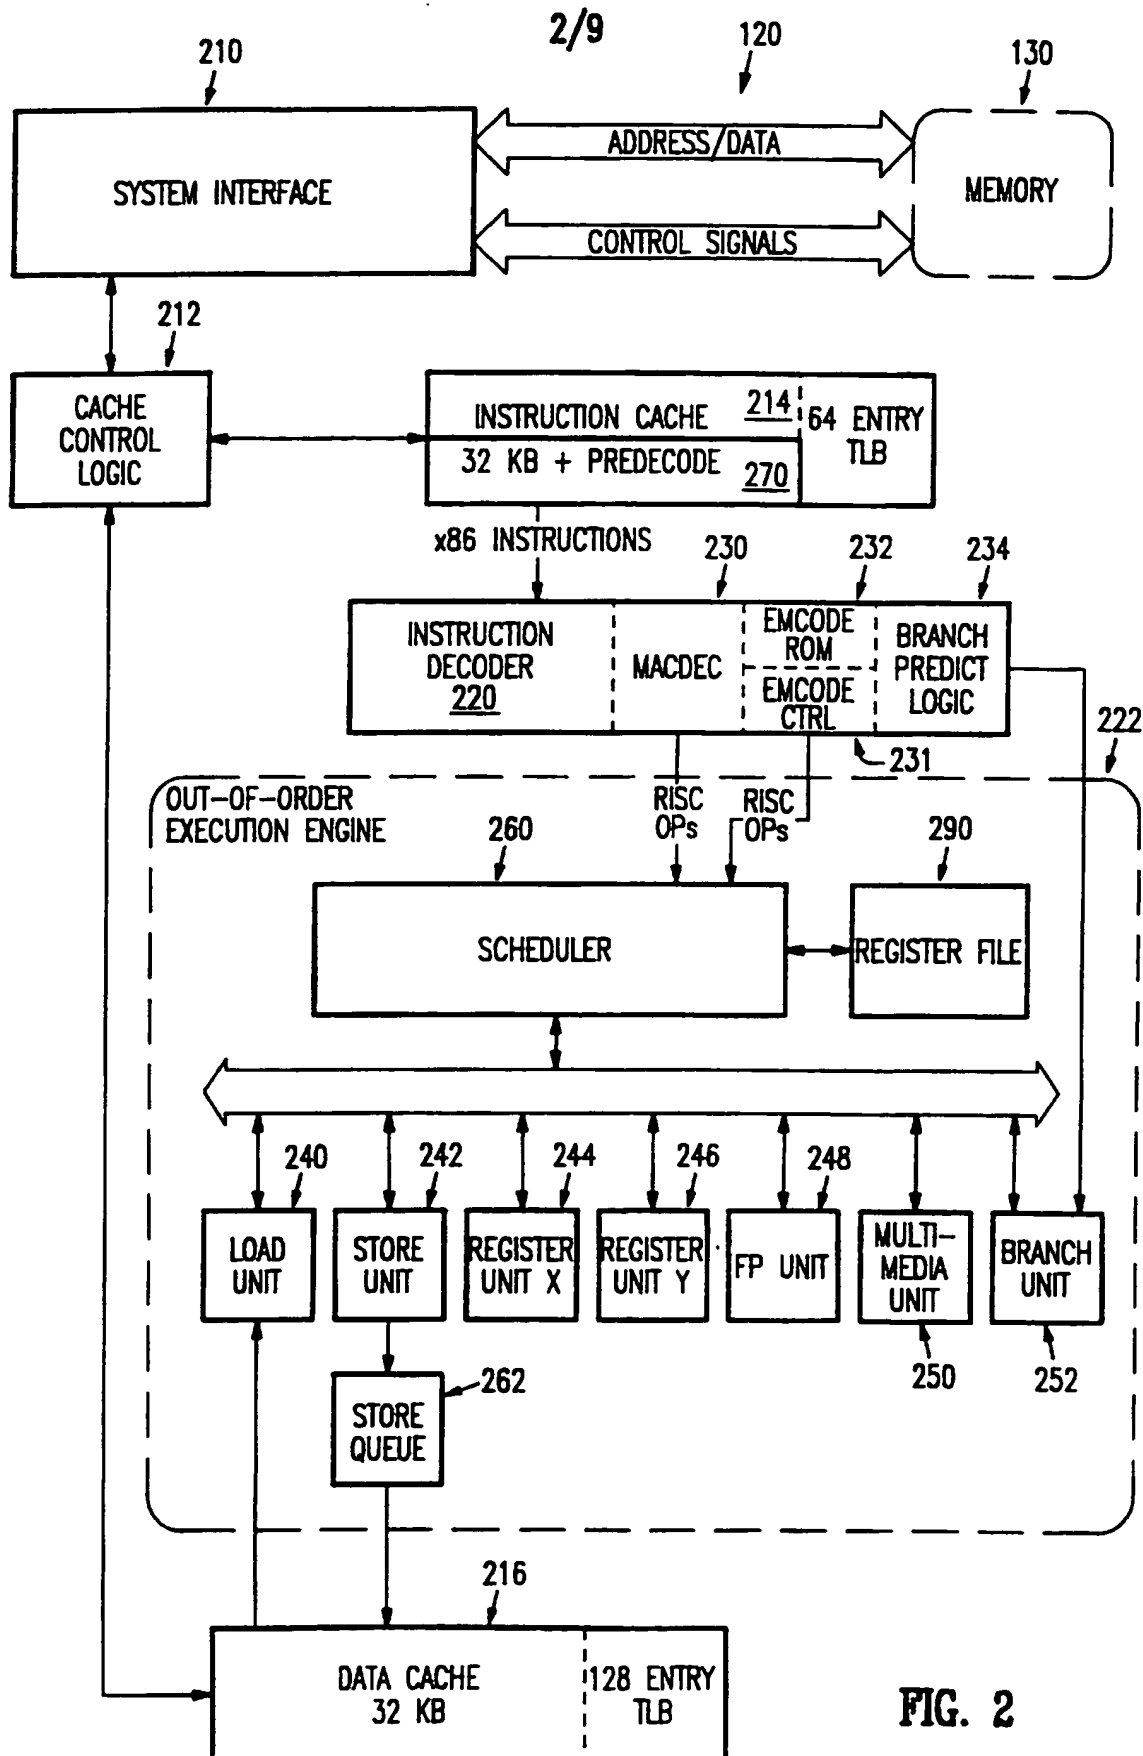 2/9
210
120
130
SYSTEM INTERFACE
ADDRESS/DATA
CONTROL SIGNALS
MEMORY
212
CACHE
CONTROL
LOGIC
INSTRUCTION CACHE
214
32 KB + PREDECODE
270
64 ENTRY
TLB
x86 INSTRUCTIONS
230
232
234
INSTRUCTION
DECODER
220
MACDEC
EMCODE
ROM
EMCODE
CTRL
BRANCH
PREDICT
LOGIC
231
222
OUT-OF-ORDER
EXECUTION ENGINE
RISC
OPs
RISC
OPs
260
290
SCHEDULER
REGISTER FILE
240
242
244
246
248
LOAD
UNIT
STORE
UNIT
REGISTER
UNIT X
REGISTER
UNIT Y
FP UNIT
MULTI-
MEDIA
UNIT
BRANCH
UNIT
250
252
262
STORE
QUEUE
216
DATA CACHE
32 KB
128 ENTRY
TLB
FIG. 2